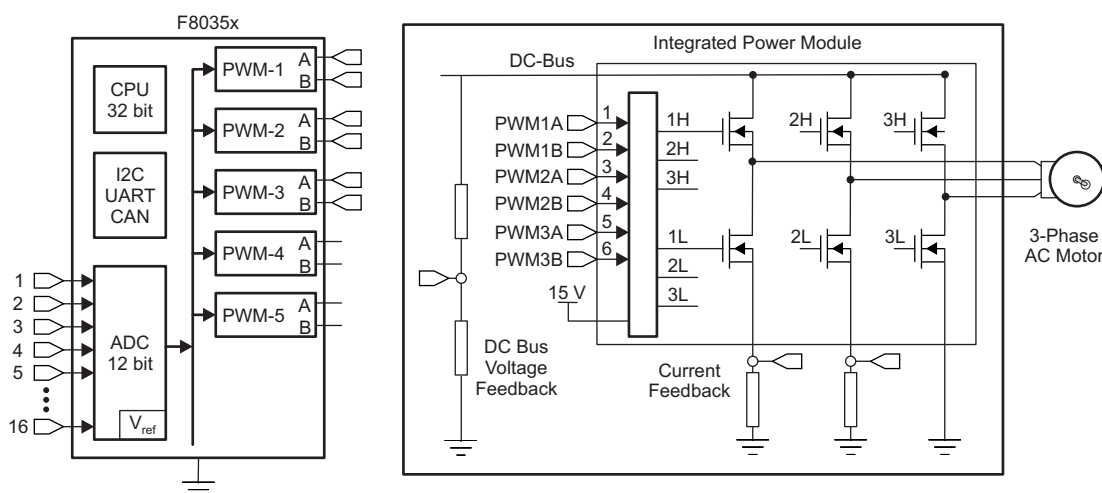 F8035x
CPU
32 bit
I2C
UART
CAN
1
2
3
4
5
16
ADC
12 bit
Vref
PWM-1
A
B
PWM-2
A
B
PWM-3
A
B
PWM-4
A
B
PWM-5
A
B
Integrated Power Module
DC-Bus
PWM1A
1
PWM1B
2
PWM2A
3
PWM2B
4
PWM3A
5
PWM3B
6
15 V
1H
2H
3H
1L
2L
3L
2H
3H
2L
3L
DC Bus
Voltage
Feedback
Current
Feedback
3-Phase
AC Motor